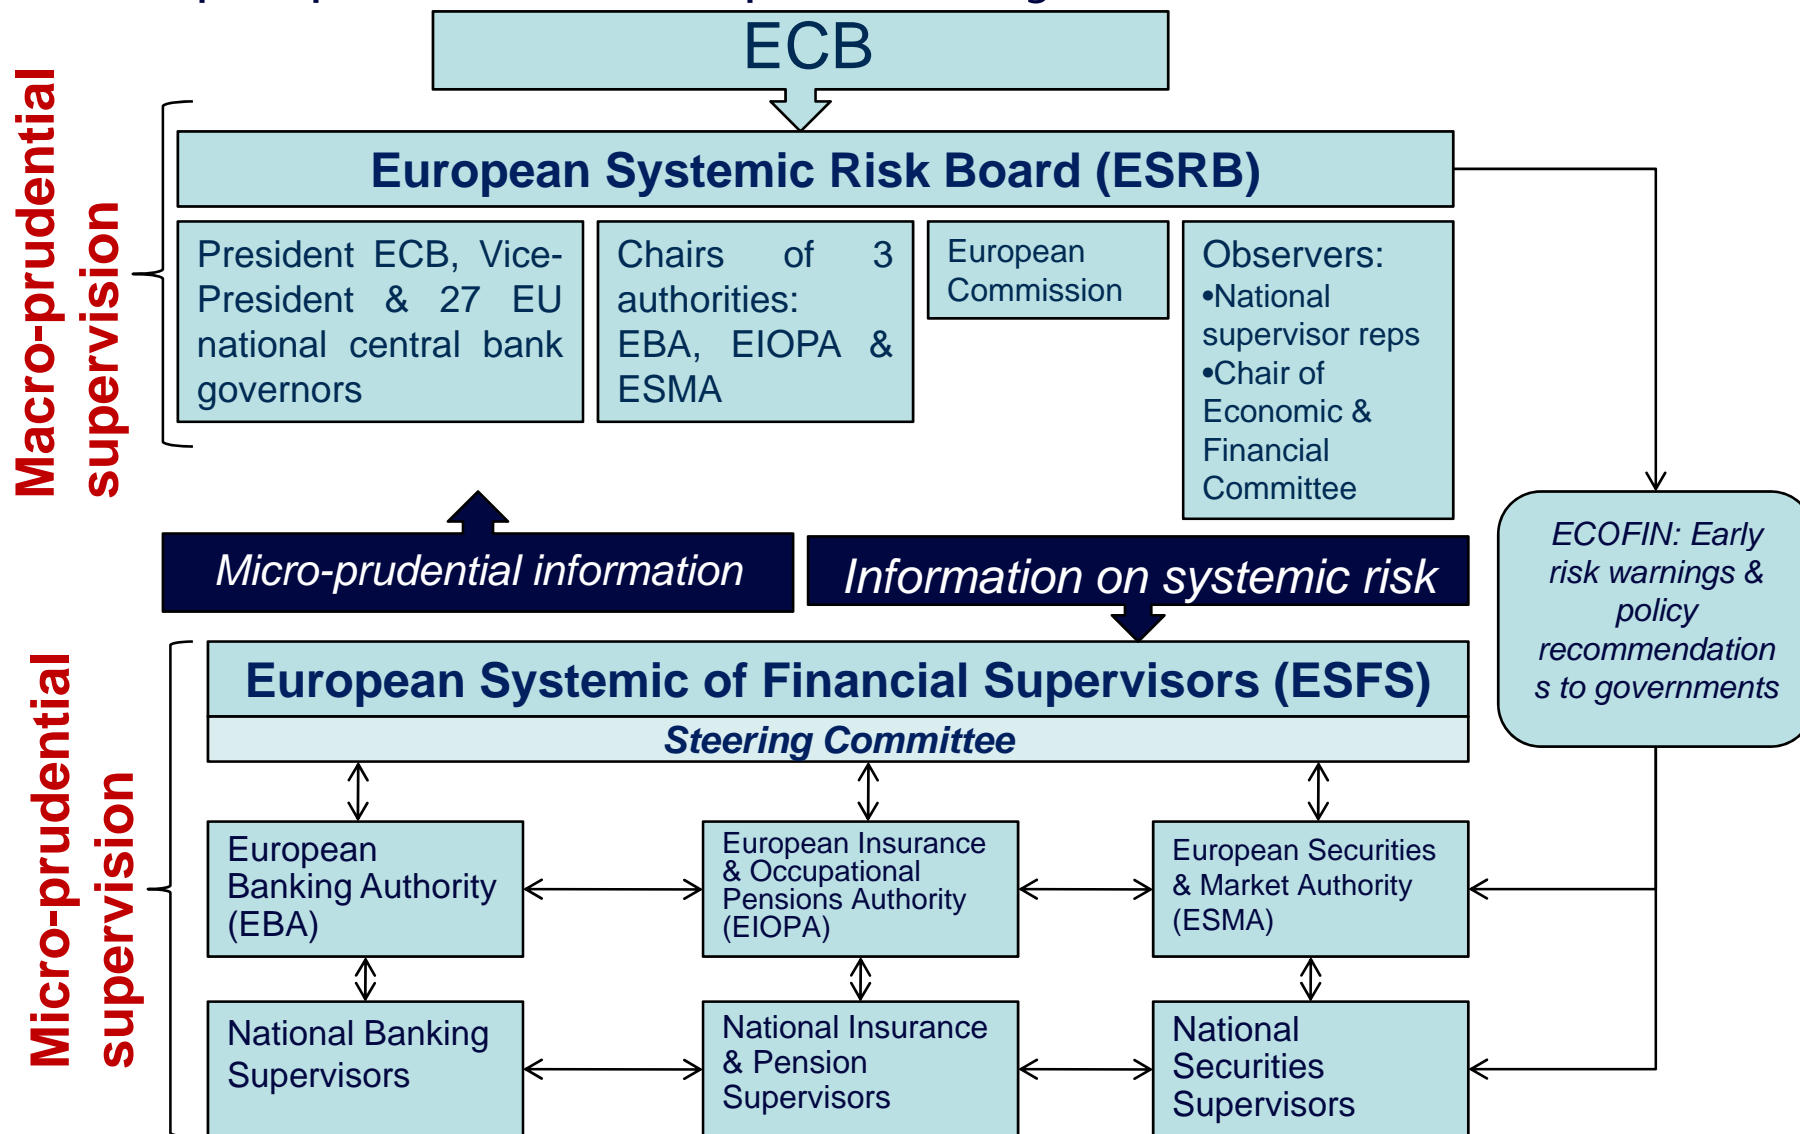 ECB
Macro-prudential
supervision
European Systemic Risk Board (ESRB)
President ECB, Vice-
President & 27 EU
national central bank
governors
Chairs of 3
authorities:
EBA, EIOPA &
ESMA
European
Commission
Observers:
•National
supervisor reps
•Chair of
Economic &
Financial
Committee
Micro-prudential information
Information on systemic risk
ECOFIN: Early
risk warnings &
policy
recommendation
s to governments
Micro-prudential
supervision
European Systemic of Financial Supervisors (ESFS)
Steering Committee
European
Banking Authority
(EBA)
European Insurance
& Occupational
Pensions Authority
(EIOPA)
European Securities
& Market Authority
(ESMA)
National Banking
Supervisors
National Insurance
& Pension
Supervisors
National
Securities
Supervisors